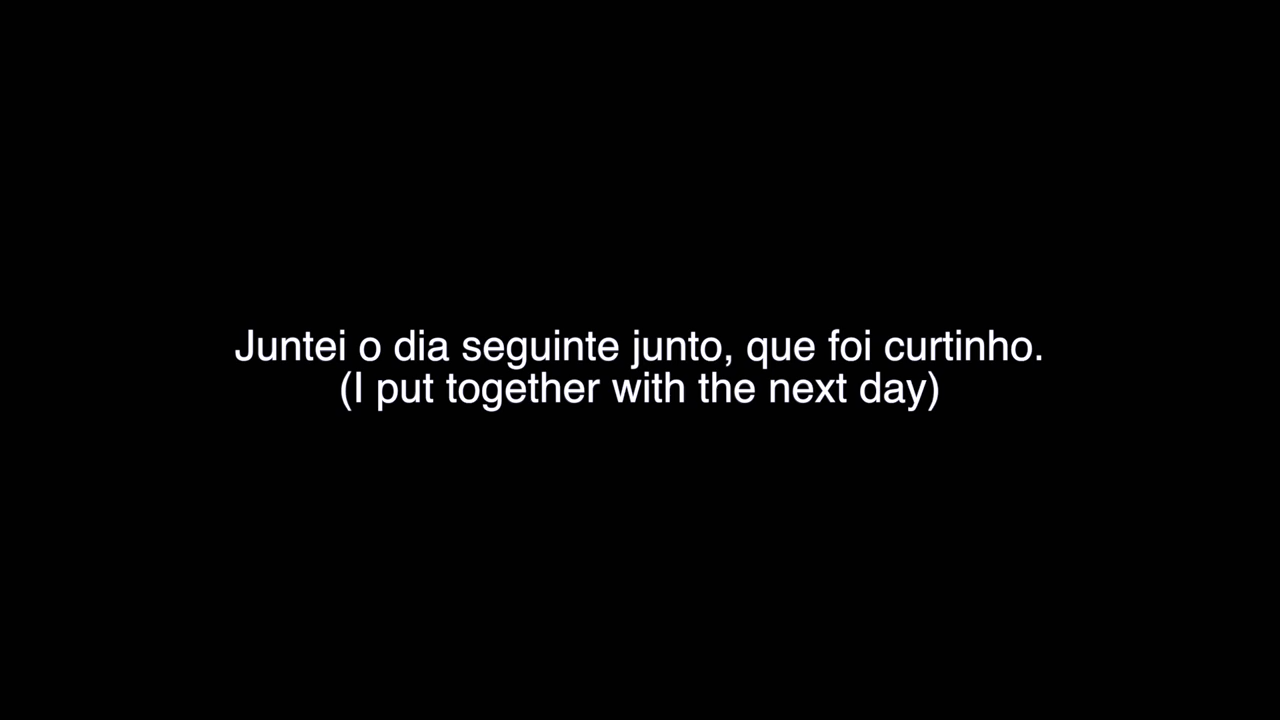 Juntei o dia seguinte junto, que foi curtinho.
(I put together with the next day)